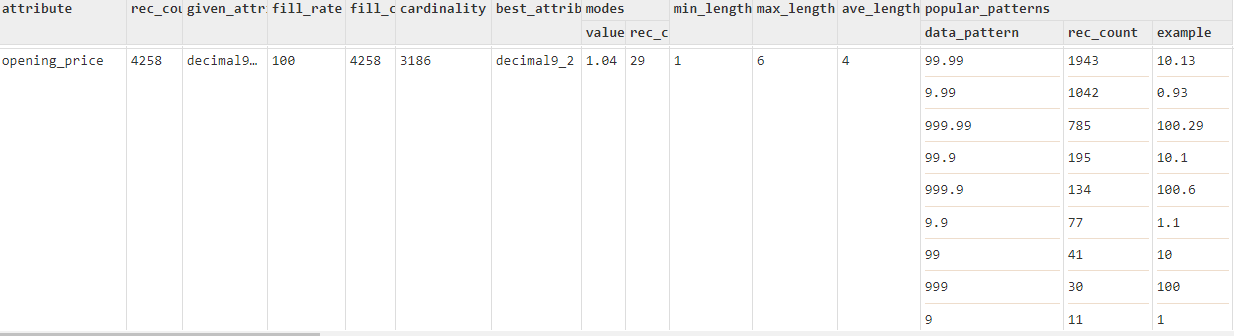 attribute rec_cou given_attri fill_rate fill_c cardinality best_attrib modes min_length max_length ave_length popular_patterns
value rec_c data_pattern rec_count example
opening_price 4258 decimal9… 100 4258 3186 decimal9_2 1.04 29 1 6 4 99.99 1943 10.13
9.99 1042 0.93
999.99 785 100.29
99.9 195 10.1
999.9 134 100.6
9.9 77 1.1
99 41 10
999 30 100
9 11 1